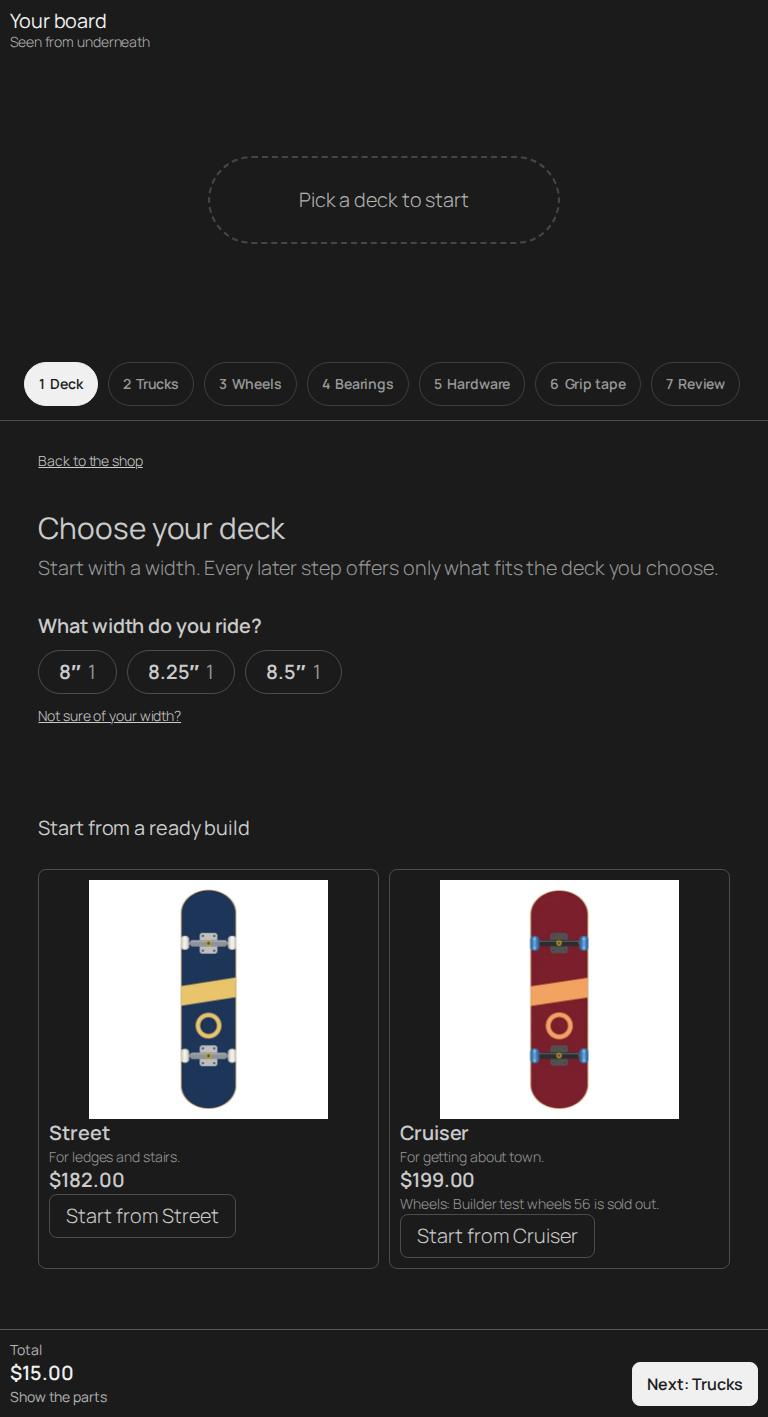 Your board
Seen from underneath
Pick a deck to start
1 Deck
2 Trucks
3 Wheels
4 Bearings
5 Hardware
6 Grip tape
7 Review
Back to the shop
Choose your deck
Start with a width. Every later step offers only what fits the deck you choose.
What width do you ride?
8″ 1
8.25″ 1
8.5″ 1
Not sure of your width?
Start from a ready build
Street
For ledges and stairs.
$182.00
Start from Street
Cruiser
For getting about town.
$199.00
Wheels: Builder test wheels 56 is sold out.
Start from Cruiser
Total
$15.00
Show the parts
Next: Trucks